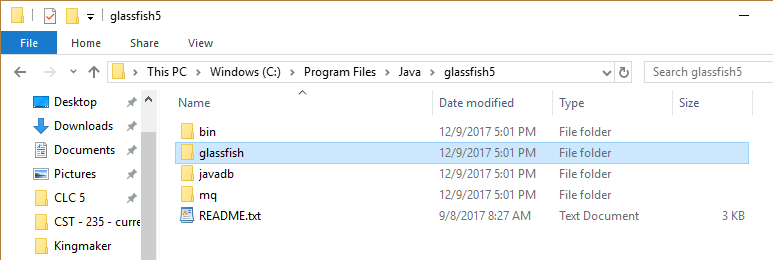 glassfish5
File Home Share View
This PC > Windows (C:) > Program Files > Java > glassfish5 Search glassfish5
Desktop
Downloads
Documents
Pictures
CLC 5
CST - 235 - curre
Kingmaker
Name Date modified Type Size
bin 12/9/2017 5:01 PM File folder
glassfish 12/9/2017 5:01 PM File folder
javadb 12/9/2017 5:01 PM File folder
mq 12/9/2017 5:01 PM File folder
README.txt 9/8/2017 8:27 AM Text Document 3 KB